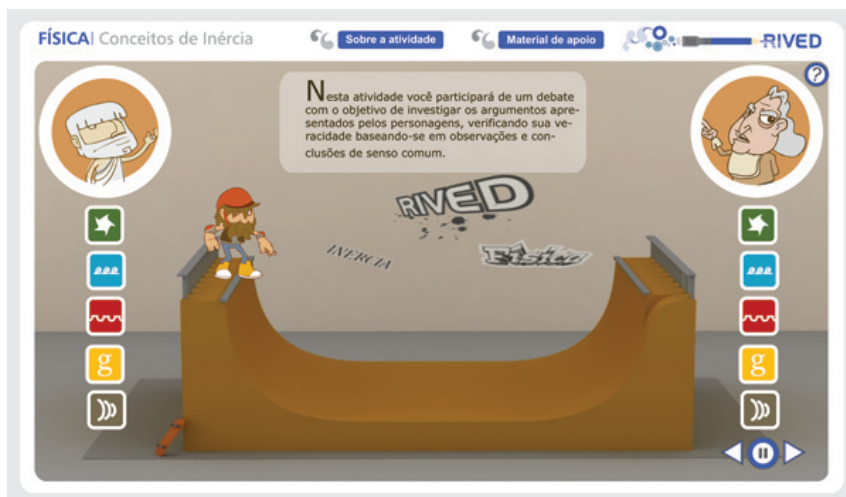 FÍSICA| Conceitos de Inércia
Sobre a atividade
Material de apoio
RIVED
?
Nesta atividade você participará de um debate
com o objetivo de investigar os argumentos apre-
sentados pelos personagens, verificando sua ve-
racidade baseando-se em observações e con-
clusões de senso comum.
RIVED
INÉRCIA
Física
g
g